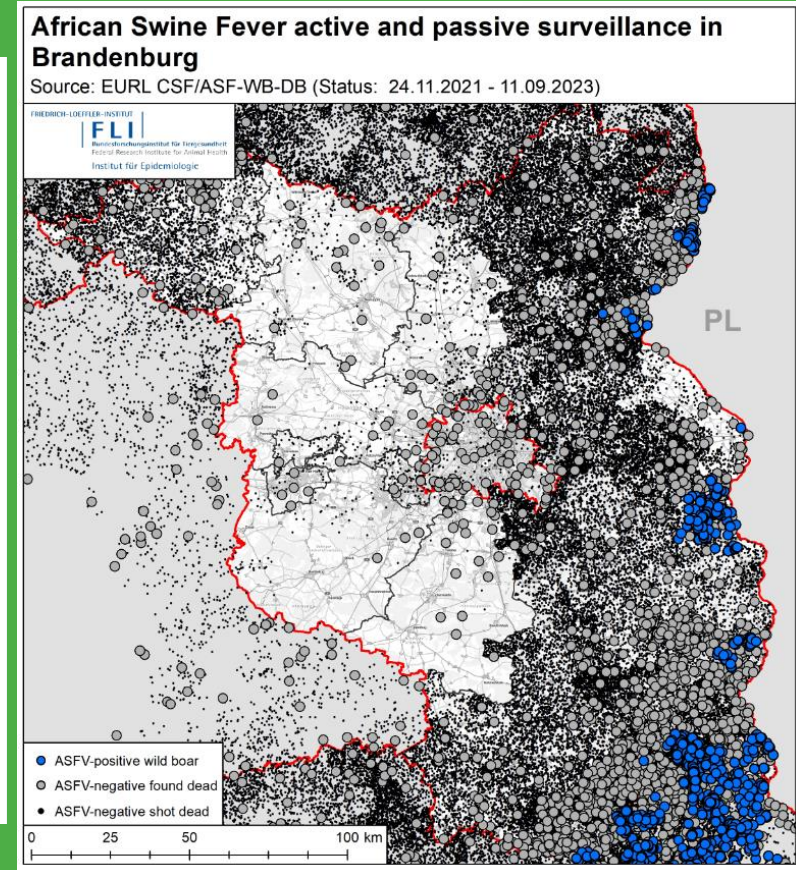 African Swine Fever active and passive surveillance in
Brandenburg
Source: EURL CSF/ASF-WB-DB (Status: 24.11.2021 - 11.09.2023)
FRIEDRICH-LOEFFLER-INSTITUT
FLI
Bundesforschungsinstitut für Tiergesundheit
Federal Research Institute for Animal Health
Institut für Epidemiologie
PL
ASFV-positive wild boar
ASFV-negative found dead
ASFV-negative shot dead
0 25 50 100 km